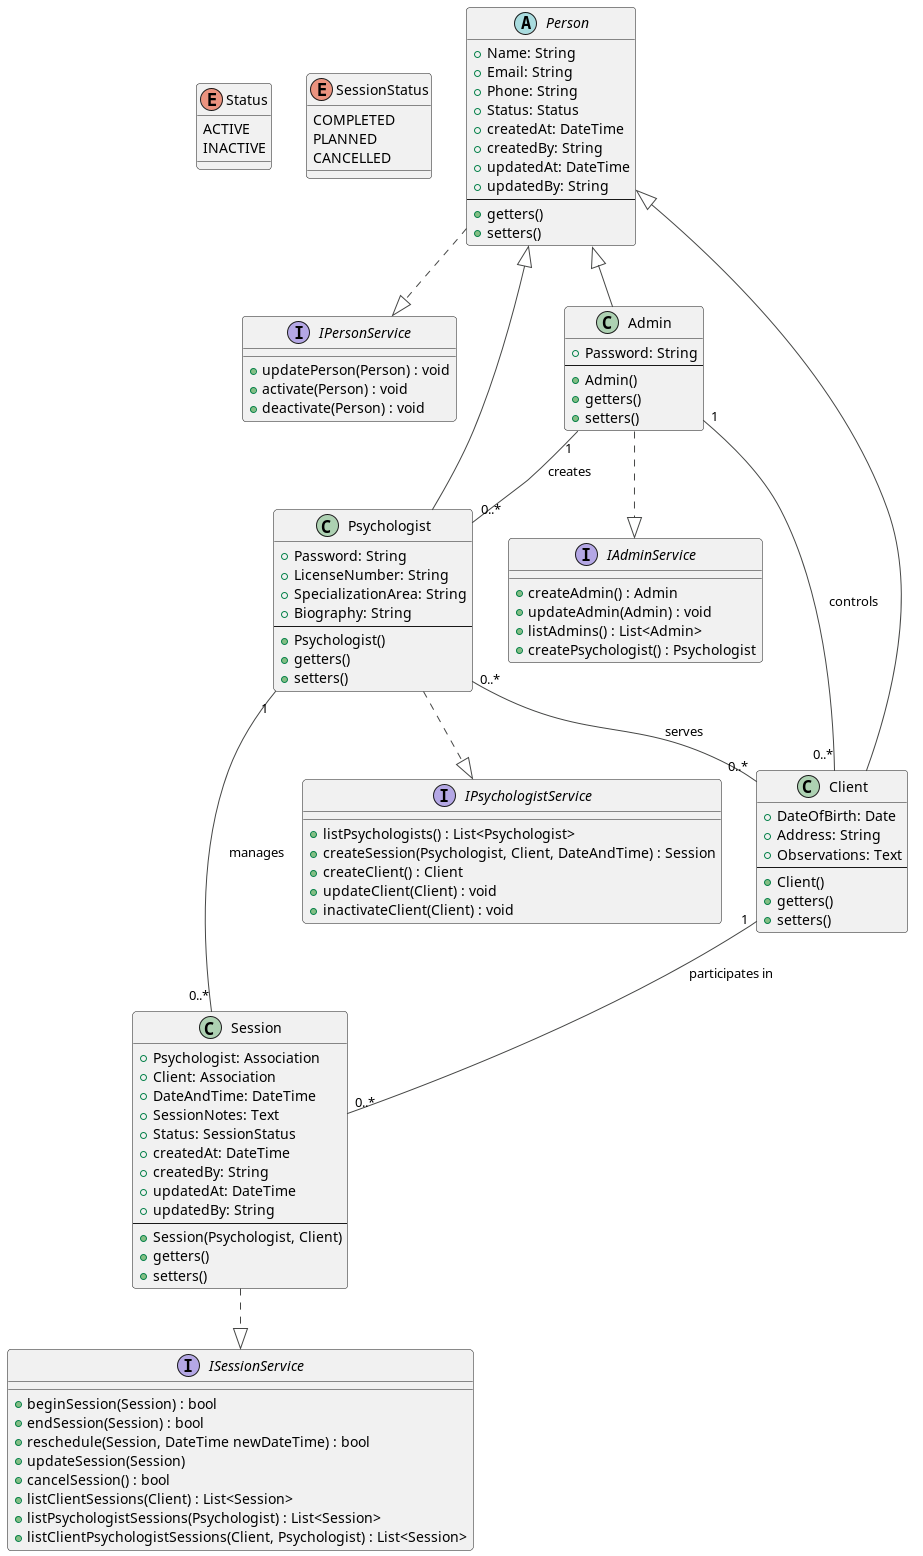 A Person
+ Name: String
+ Email: String
+ Phone: String
+ Status: Status
+ createdAt: DateTime
+ createdBy: String
+ updatedAt: DateTime
+ updatedBy: String
getters()
setters()
E Status
ACTIVE
INACTIVE
E SessionStatus
COMPLETED
PLANNED
CANCELLED
I IPersonService
updatePerson(Person) : void
activate(Person) : void
deactivate(Person) : void
C Admin
Password: String
Admin()
getters()
setters()
1
creates
0..*
1
controls
0..*
C Psychologist
Password: String
LicenseNumber: String
SpecializationArea: String
Biography: String
Psychologist()
getters()
setters()
I IAdminService
createAdmin() : Admin
updateAdmin(Admin) : void
listAdmins() : List<Admin>
createPsychologist() : Psychologist
0..*
serves
0..*
1
manages
0..*
I IPsychologistService
listPsychologists() : List<Psychologist>
createSession(Psychologist, Client, DateAndTime) : Session
createClient() : Client
updateClient(Client) : void
inactivateClient(Client) : void
C Client
DateOfBirth: Date
Address: String
Observations: Text
Client()
getters()
setters()
1
participates in
0..*
C Session
Psychologist: Association
Client: Association
DateAndTime: DateTime
SessionNotes: Text
Status: SessionStatus
createdAt: DateTime
createdBy: String
updatedAt: DateTime
updatedBy: String
Session(Psychologist, Client)
getters()
setters()
I ISessionService
beginSession(Session) : bool
endSession(Session) : bool
reschedule(Session, DateTime newDateTime) : bool
updateSession(Session)
cancelSession() : bool
listClientSessions(Client) : List<Session>
listPsychologistSessions(Psychologist) : List<Session>
listClientPsychologistSessions(Client, Psychologist) : List<Session>